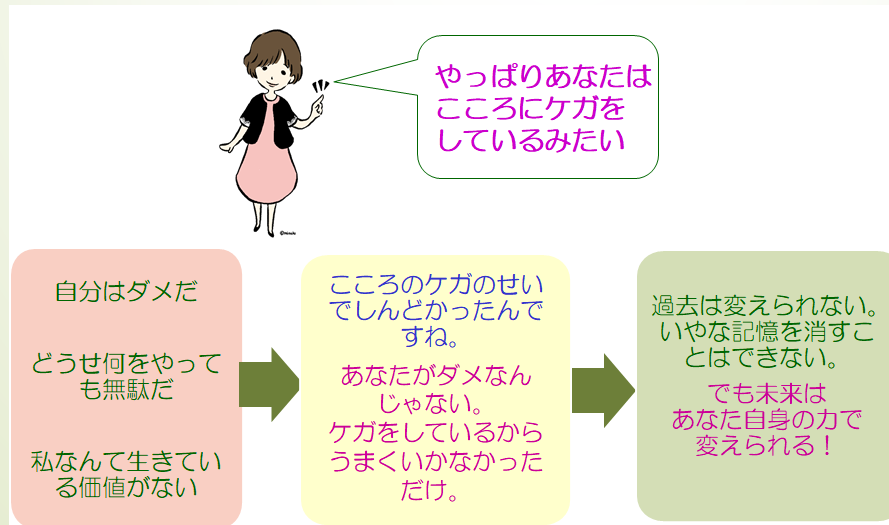 やっぱりあなたは
こころにケガを
しているみたい
自分はダメだ
どうせ何をやって
も無駄だ
私なんて生きてい
る価値がない
こころのケガのせい
でしんどかったんで
すね。
あなたがダメなん
じゃない。
ケガをしているから
うまくいかなかった
だけ。
過去は変えられない。
いやな記憶を消すこ
とはできない。
でも未来は
あなた自身の力で
変えられる！